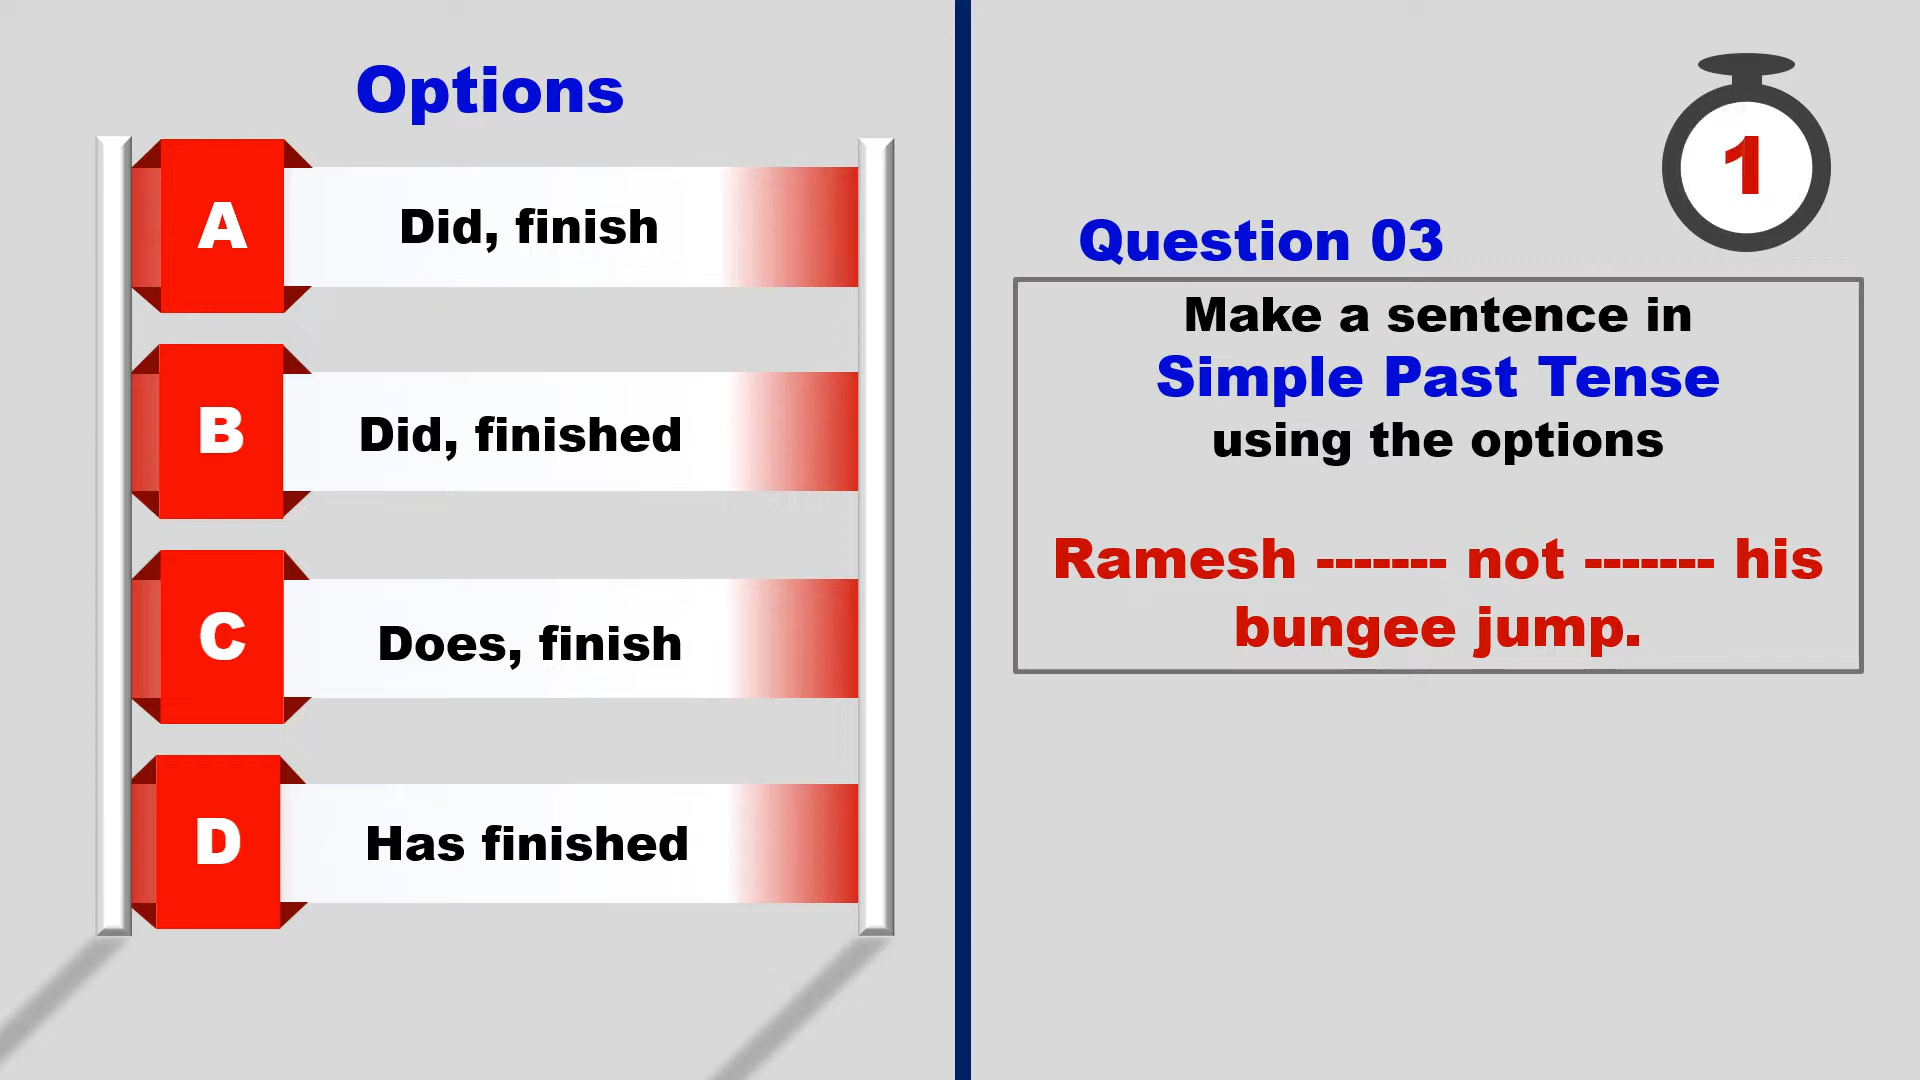 Options
A
Did, finish
B
Did, finished
C
Does, finish
D
Has finished
1
Question 03
Make a sentence in
Simple Past Tense
using the options
Ramesh ------- not ------- his
bungee jump.